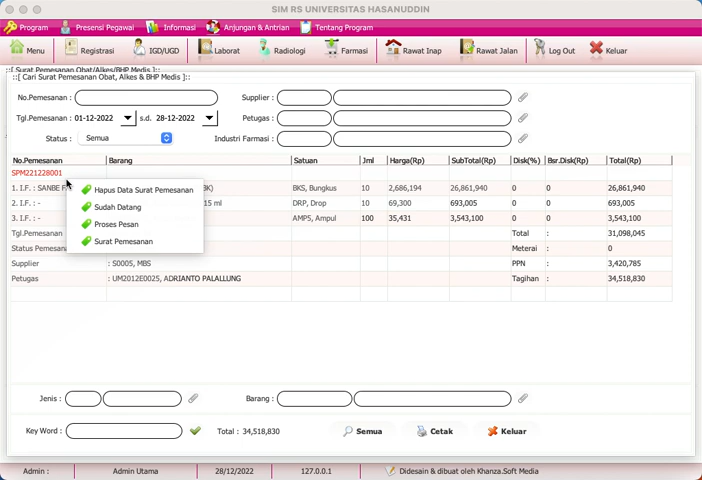 SIM RS UNIVERSITAS HASANUDDIN
Program Presensi Pegawai Informasi Anjungan & Antrian Tentang Program
Menu Registrasi IGD/UGD Laborat Radiologi Farmasi Rawat Inap Rawat Jalan Log Out Keluar
::[ Surat Pemesanan Obat/Alkes/BHP Medis ]::
::[ Cari Surat Pemesanan Obat, Alkes & BHP Medis ]::
No.Pemesanan : Supplier :
Tgl.Pemesanan : 01-12-2022 s.d. 28-12-2022 Petugas :
Status : Semua Industri Farmasi :
No.Pemesanan Barang Satuan Jml Harga(Rp) SubTotal(Rp) Disk(%) Bsr.Disk(Rp) Total(Rp)
SPM221228001
1. I.F. : SANBE F BKS, Bungkus 10 2,686,194 26,861,940 0 0 26,861,940
2. I.F. : - 15 ml DRP, Drop 10 69,300 693,005 0 0 693,005
3. I.F. : - AMPS, Ampul 100 35,431 3,543,100 0 0 3,543,100
Tgl.Pemesanan Total : 31,098,045
Status Pemesana Meterai : 0
Supplier : S0005, MBS PPN : 3,420,785
Petugas : UM2012E0025, ADRIANTO PALALLUNG Tagihan : 34,518,830
Hapus Data Surat Pemesanan
Sudah Datang
Proses Pesan
Surat Pemesanan
Jenis : Barang :
Key Word : Total : 34,518,830 Semua Cetak Keluar
Admin : Admin Utama 28/12/2022 127.0.0.1 Didesain & dibuat oleh Khanza.Soft Media